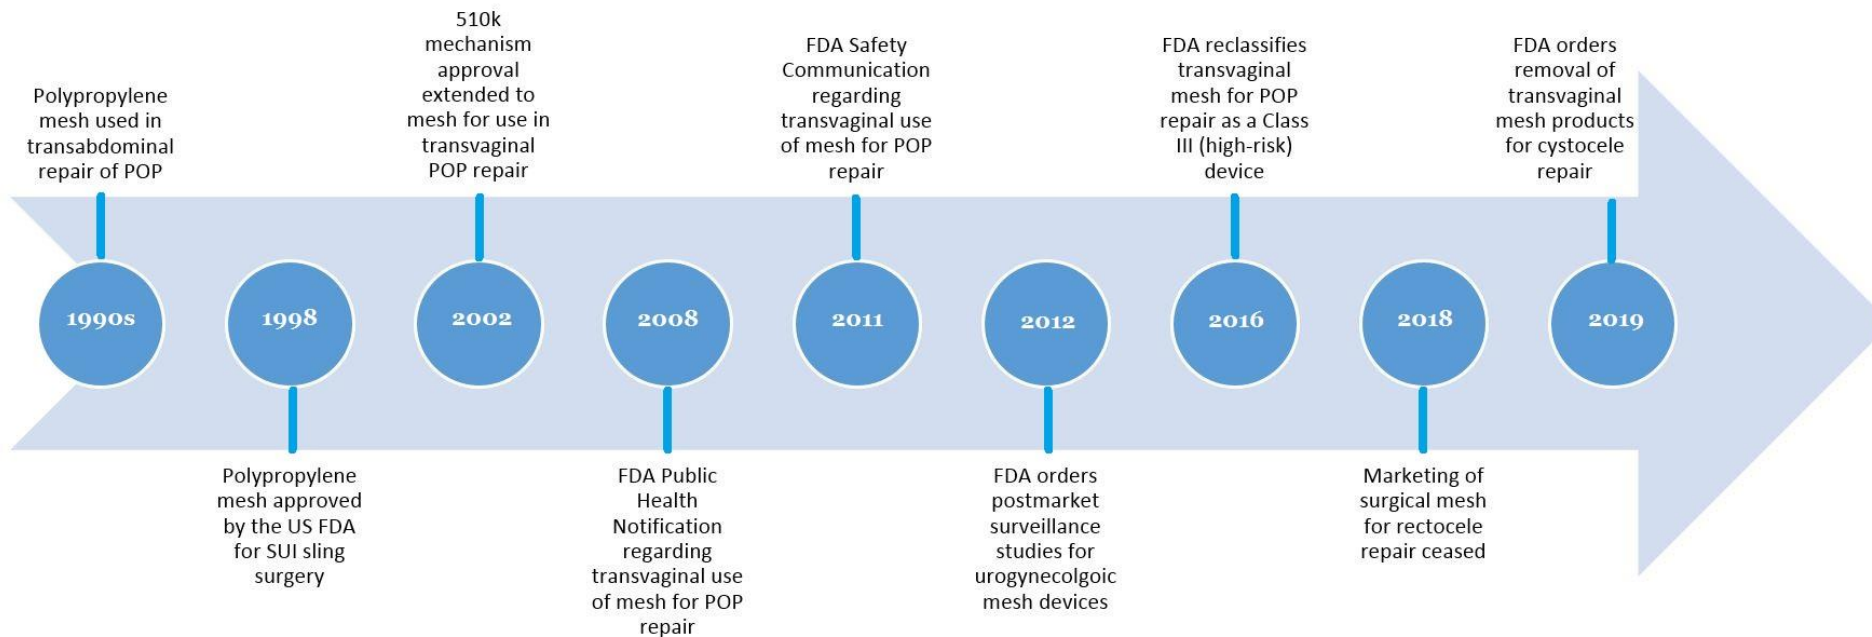 Polypropylene
mesh used in
transabdominal
repair of POP
1990s
1998
Polypropylene
mesh approved
by the US FDA
for SUI sling
surgery
510k
mechanism
approval
extended to
mesh for use in
transvaginal
POP repair
2002
2008
FDA Public
Health
Notification
regarding
transvaginal use
of mesh for POP
repair
FDA Safety
Communication
regarding
transvaginal use
of mesh for POP
repair
2011
2012
FDA orders
postmarket
surveillance
studies for
urogynecolgoic
mesh devices
FDA reclassifies
transvaginal
mesh for POP
repair as a Class
III (high-risk)
device
2016
2018
Marketing of
surgical mesh
for rectocele
repair ceased
FDA orders
removal of
transvaginal
mesh products
for cystocele
repair
2019